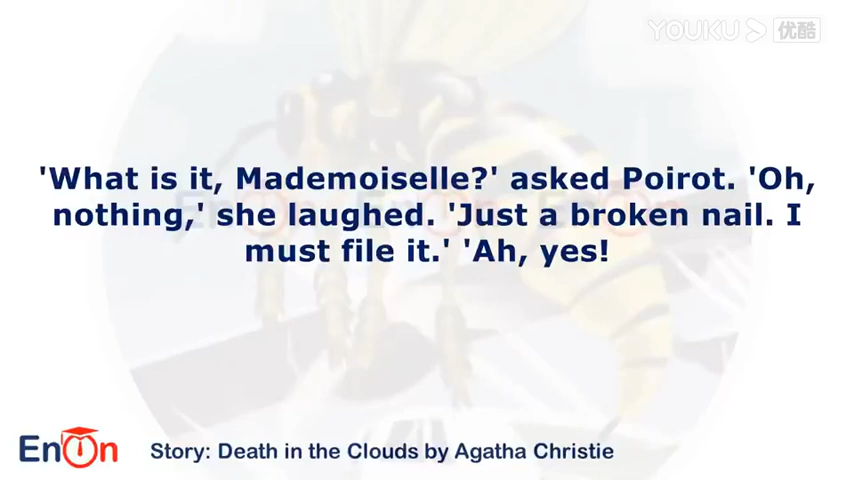 YOUKU 优酷
'What is it, Mademoiselle?' asked Poirot. 'Oh,
nothing,' she laughed. 'Just a broken nail. I
must file it.' 'Ah, yes!
EnOn
Story: Death in the Clouds by Agatha Christie